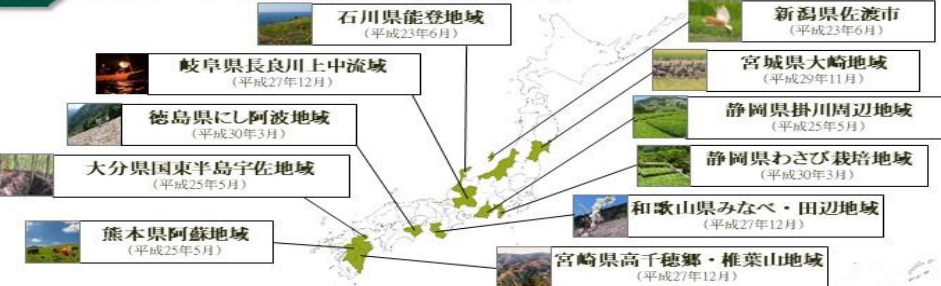 石川県能登地域
(平成23年6月)
新潟県佐渡市
(平成23年6月)
岐阜県長良川上中流域
(平成27年12月)
宮城県大崎地域
(平成29年11月)
徳島県にし阿波地域
(平成30年3月)
静岡県掛川周辺地域
(平成25年5月)
大分県国東半島宇佐地域
(平成25年5月)
静岡県わさび栽培地域
(平成30年3月)
和歌山県みなべ・田辺地域
(平成27年12月)
熊本県阿蘇地域
(平成25年5月)
宮崎県高千穂郷・椎葉山地域
(平成27年12月)